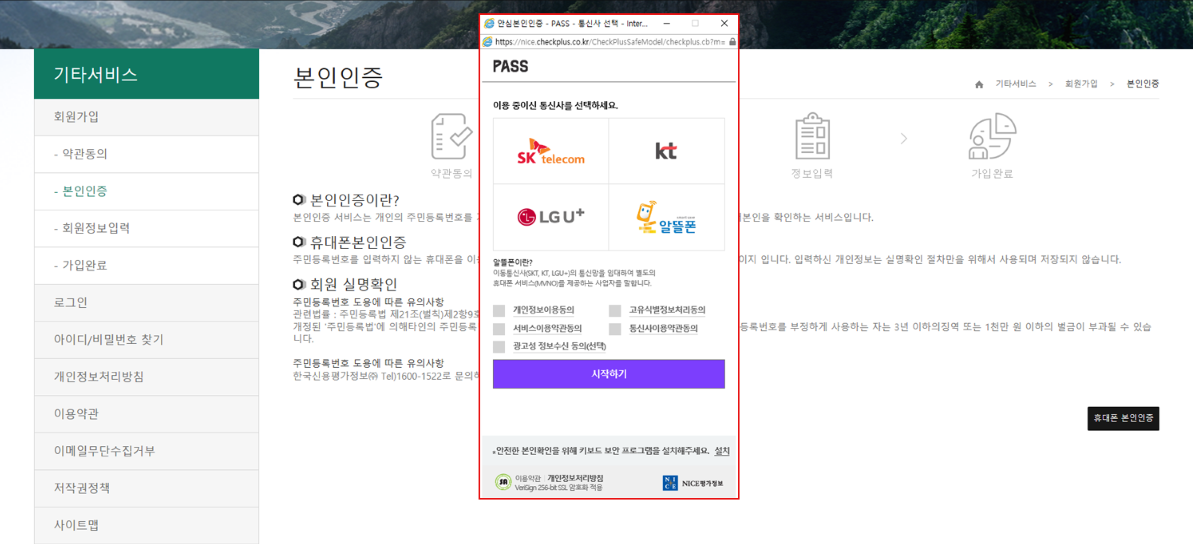 기타서비스
회원가입
- 약관동의
- 본인인증
- 회원정보입력
- 가입완료
로그인
아이디/비밀번호 찾기
개인정보처리방침
이용약관
이메일무단수집거부
저작권정책
사이트맵
본인인증
기타서비스 > 회원가입 > 본인인증
약관동의
정보입력
가입완료
본인인증이란?
본인인증 서비스는 개인의 주민등록번호를
본인을 확인하는 서비스입니다.
휴대폰본인인증
주민등록번호를 입력하지 않는 휴대폰을
이지 입니다. 입력하신 개인정보는 실명확인 절차만을 위해서 사용되며 저장되지 않습니다.
회원 실명확인
주민등록번호 도용에 따른 유의사항
관련법률 : 주민등록법 제21조(벌칙)제2항9호
개정된 '주민등록법'에 의해타인의 주민등록
등록번호를 부정하게 사용하는 자는 3년 이하의징역 또는 1천만 원 이하의 벌금이 부과될 수 있습
니다.
주민등록번호 도용에 따른 유의사항
한국신용평가정보㈜ Tel)1600-1522로
휴대폰 본인인증
안심본인인증 - PASS - 통신사 선택 - Inter...
https://nice.checkplus.co.kr/CheckPlusSafeModel/checkplus.cb?m=
PASS
이용 중이신 통신사를 선택하세요.
SK telecom
kt
LG U+
알뜰폰
알뜰폰이란?
이동통신사(SKT, KT, LGU+)의 통신망을 임대하여 별도의
휴대폰 서비스(MVNO)를 제공하는 사업자를 말합니다.
개인정보이용동의
고유식별정보처리동의
서비스이용약관동의
통신사이용약관동의
광고성 정보수신 동의(선택)
시작하기
안전한 본인확인을 위해 키보드 보안 프로그램을 설치해주세요. 설치
이용약관 | 개인정보처리방침
VeriSign 256-bit SSL 암호화 적용
NICE
NICE평가정보